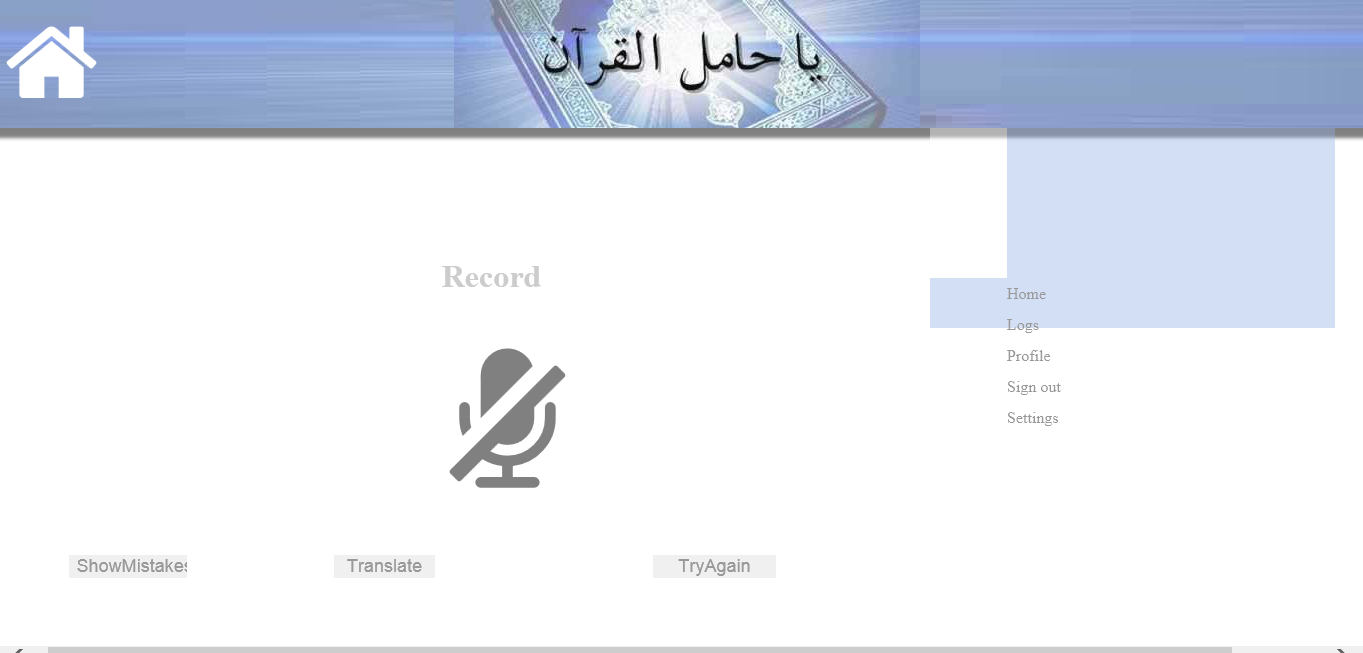 يا حامل القرآن
Record
Home
Logs
Profile
Sign out
Settings
ShowMistakes
Translate
TryAgain